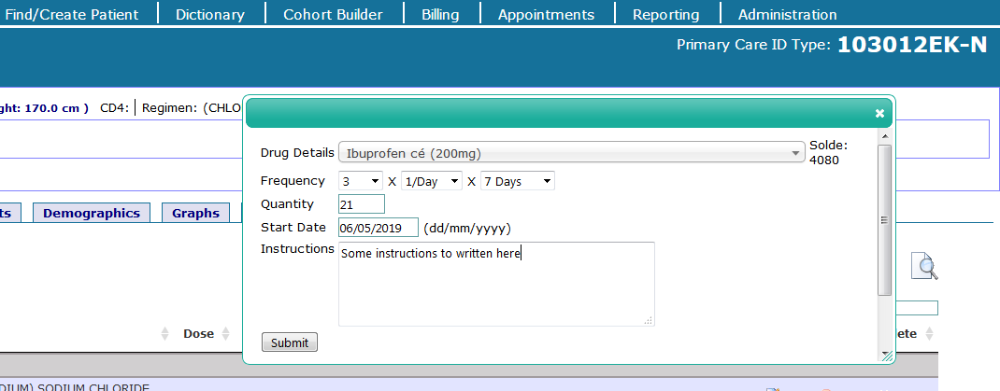 Find/Create Patient Dictionary Cohort Builder Billing Appointments Reporting Administration
Primary Care ID Type: 103012EK-N
ght: 170.0 cm ) CD4: Regimen: (CHLO
Drug Details Ibuprofen cé (200mg) Solde: 4080
Frequency 3 X 1/Day X 7 Days
Quantity 21
Start Date 06/05/2019 (dd/mm/yyyy)
Instructions Some instructions to written here
ts Demographics Graphs
Dose ete
Submit
DIUM) SODIUM CHLORIDE